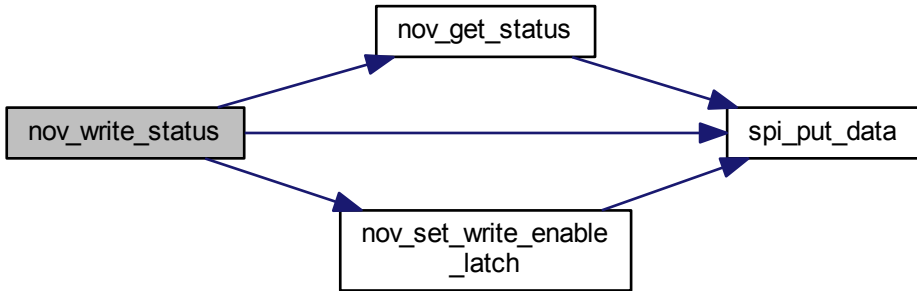 nov_get_status
nov_write_status
spi_put_data
nov_set_write_enable
_latch